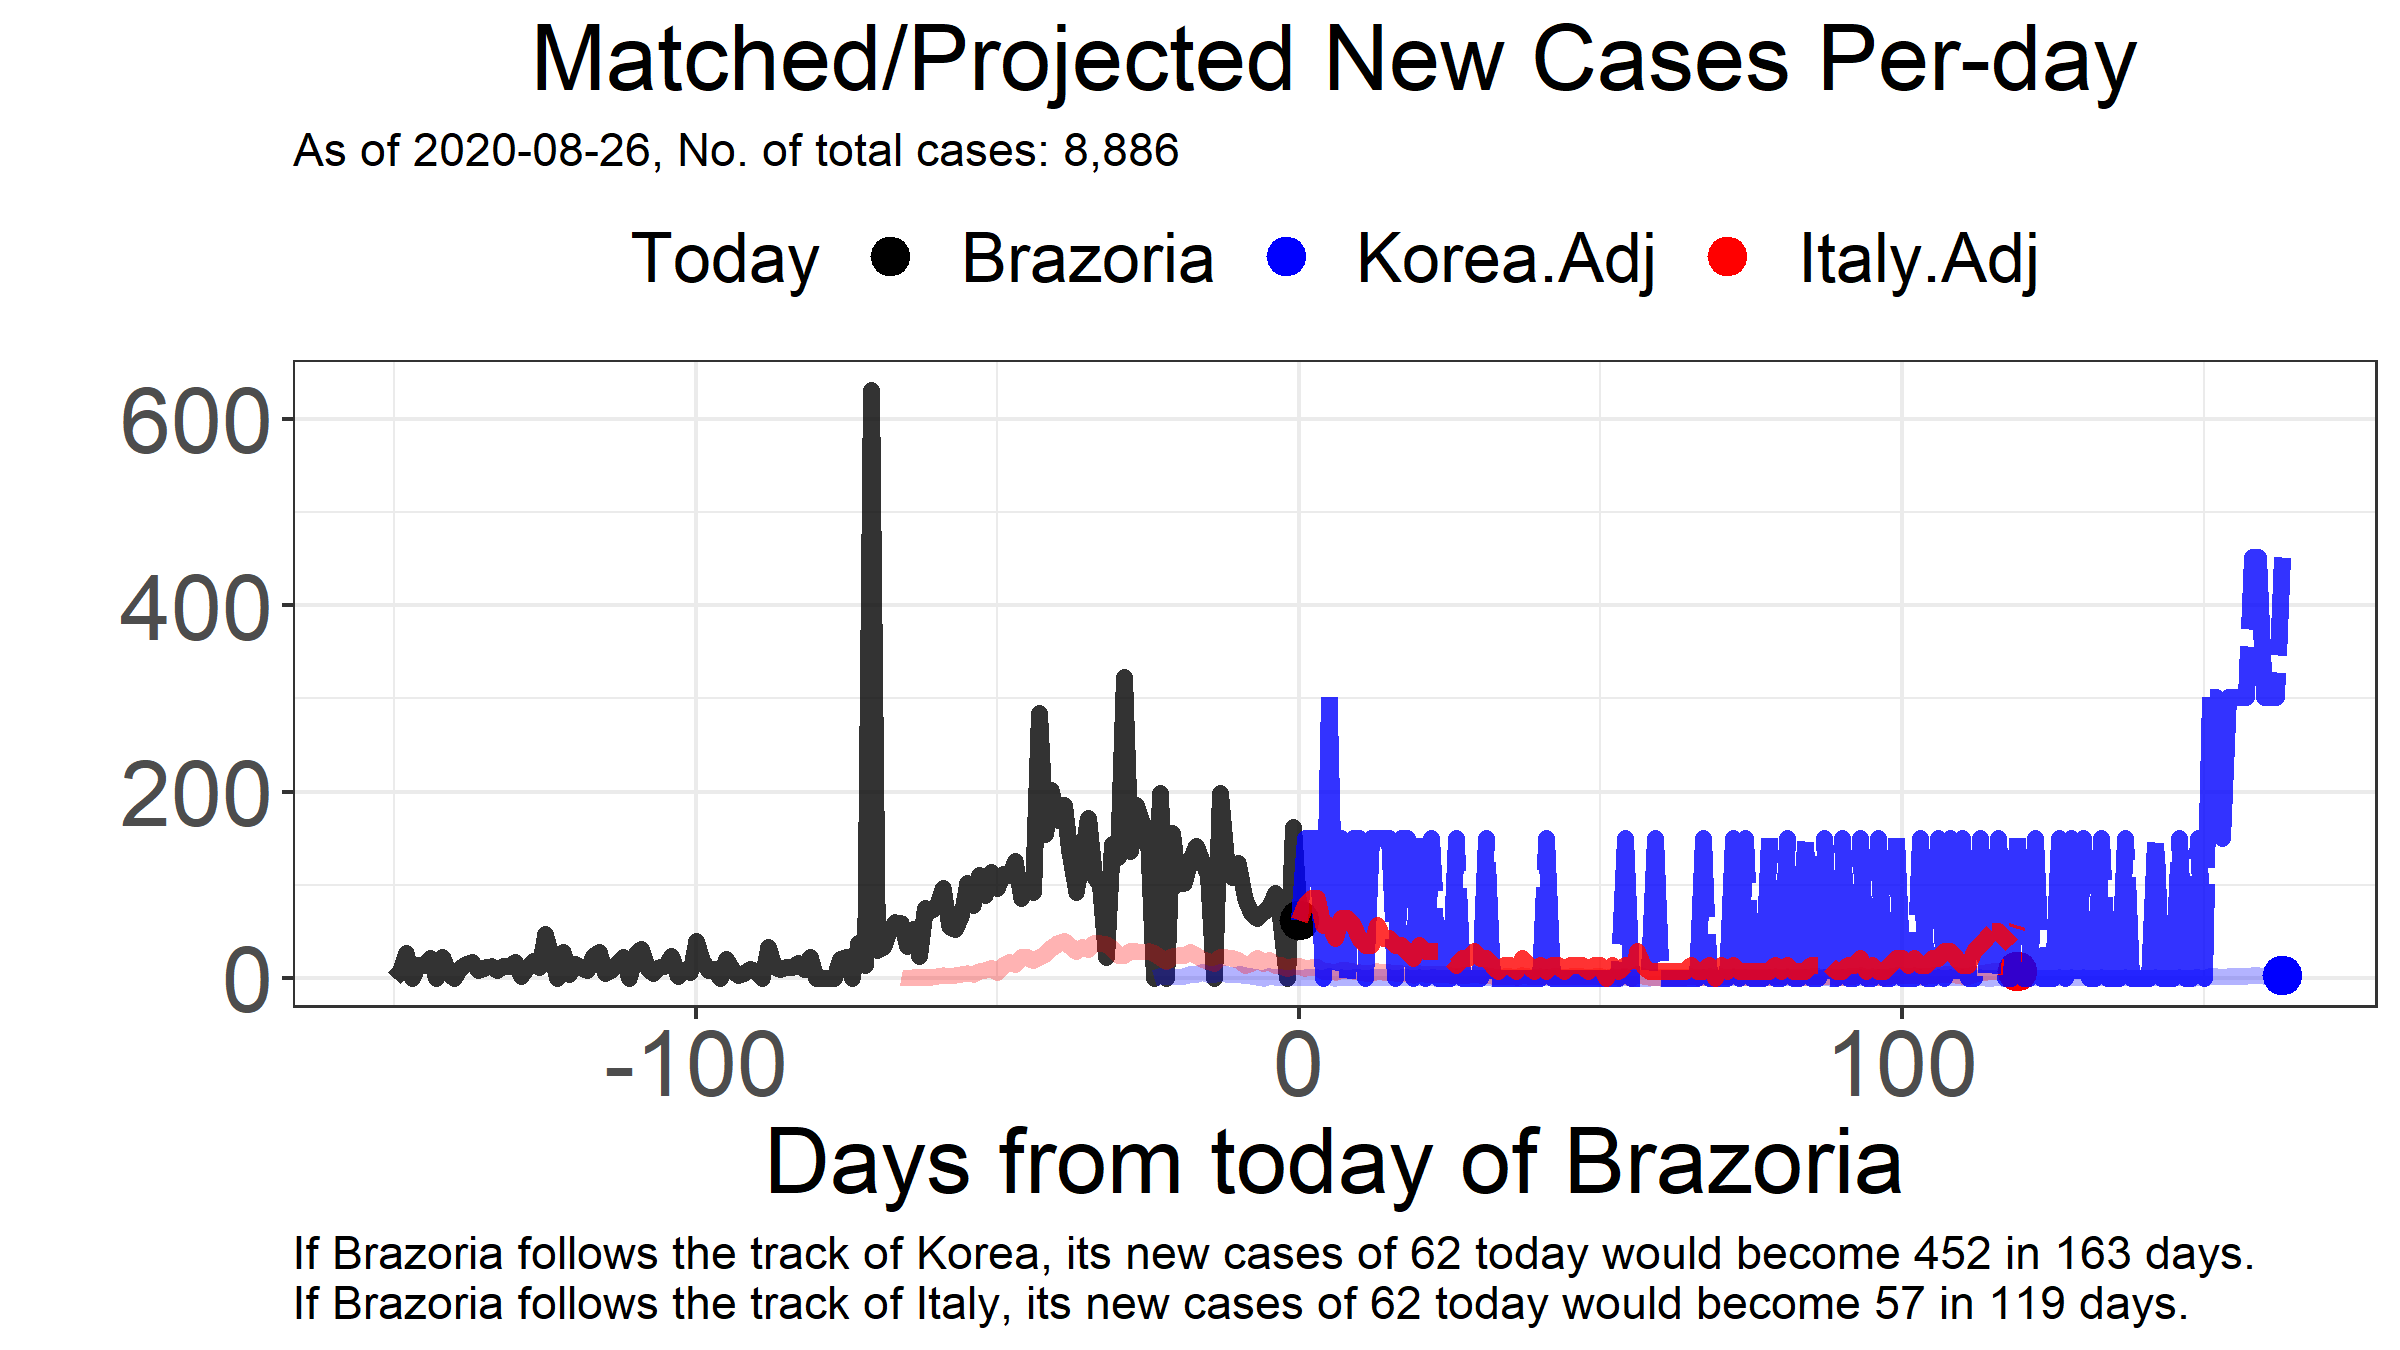 Matched/Projected New Cases Per-day
As of 2020-08-26, No. of total cases: 8,886
Today Brazoria Korea.Adj Italy.Adj
600
400
200
0
-100 0 100
Days from today of Brazoria
If Brazoria follows the track of Korea, its new cases of 62 today would become 452 in 163 days.
If Brazoria follows the track of Italy, its new cases of 62 today would become 57 in 119 days.